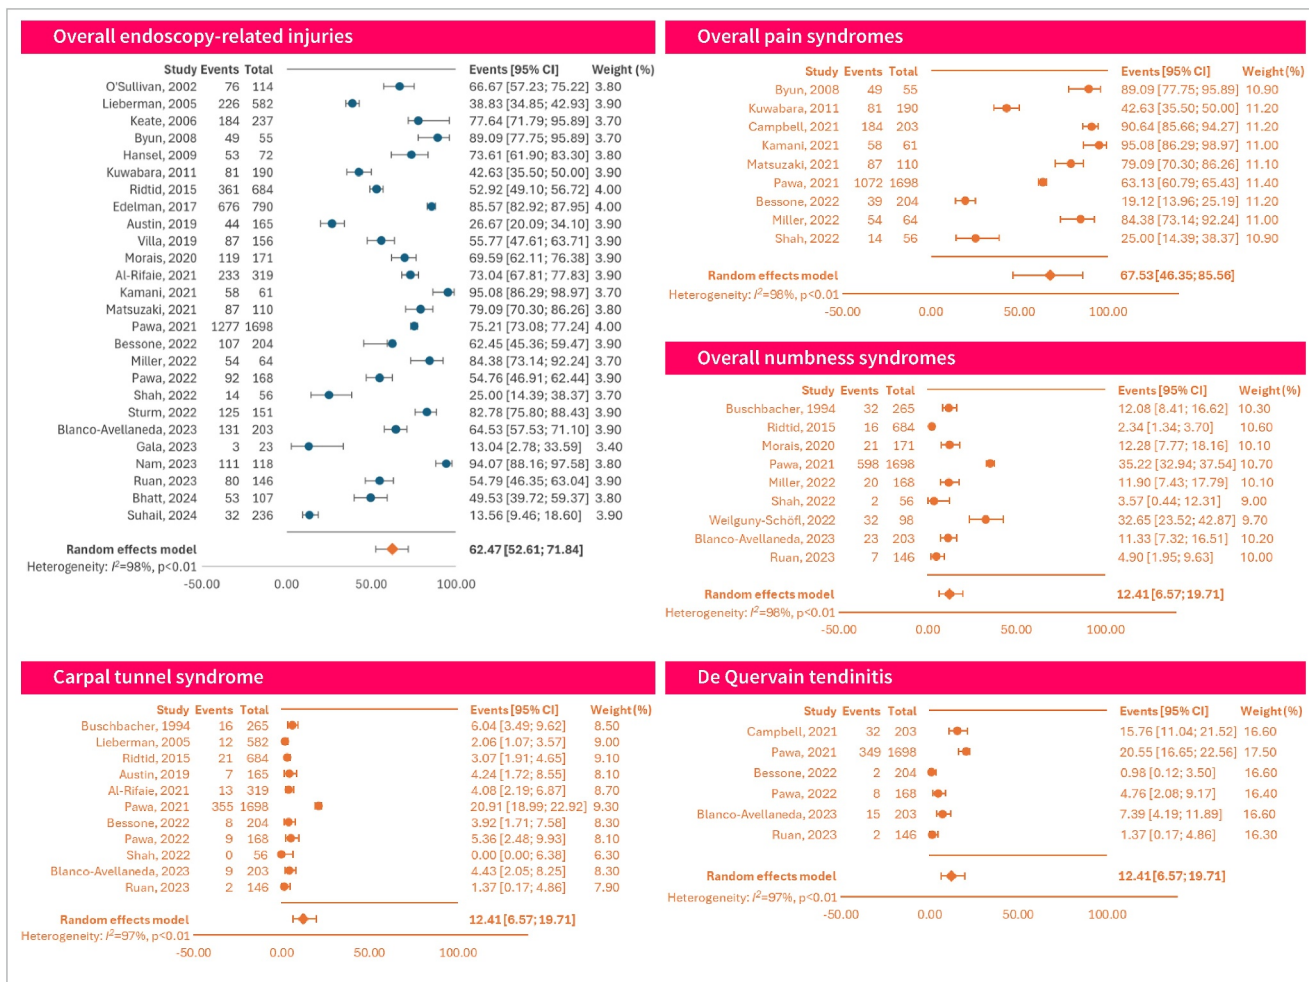 Overall endoscopy-related injuries
Study Events Total Events [95% CI] Weight (%)
O'Sullivan, 2002 76 114 66.67 [57.23; 75.22] 3.80
Lieberman, 2005 226 582 38.83 [34.85; 42.93] 3.90
Keate, 2006 184 237 77.64 [71.79; 95.89] 3.70
Byun, 2008 49 55 89.09 [77.75; 95.89] 3.70
Hansel, 2009 53 72 73.61 [61.90; 83.30] 3.80
Kuwabara, 2011 81 190 42.63 [35.50; 50.00] 3.90
Ridtid, 2015 361 684 52.92 [49.10; 56.72] 4.00
Edelman, 2017 676 790 85.57 [82.92; 87.95] 4.00
Austin, 2019 44 165 26.67 [20.09; 34.10] 3.90
Villa, 2019 87 156 55.77 [47.61; 63.71] 3.90
Morais, 2020 119 171 69.59 [62.11; 76.38] 3.90
Al-Rifaie, 2021 233 319 73.04 [67.81; 77.83] 3.90
Kamani, 2021 58 61 95.08 [86.29; 98.97] 3.70
Matsuzaki, 2021 87 110 79.09 [70.30; 86.26] 3.80
Pawa, 2021 1277 1698 75.21 [73.08; 77.24] 4.00
Bessone, 2022 107 204 62.45 [45.36; 59.47] 3.90
Miller, 2022 54 64 84.38 [73.14; 92.24] 3.70
Pawa, 2022 92 168 54.76 [46.91; 62.44] 3.90
Shah, 2022 14 56 25.00 [14.39; 38.37] 3.70
Sturm, 2022 125 151 82.78 [75.80; 88.43] 3.90
Blanco-Avellaneda, 2023 131 203 64.53 [57.53; 71.10] 3.90
Gala, 2023 3 23 13.04 [2.78; 33.59] 3.40
Nam, 2023 111 118 94.07 [88.16; 97.58] 3.80
Ruan, 2023 80 146 54.79 [46.35; 63.04] 3.90
Bhatt, 2024 53 107 49.53 [39.72; 59.37] 3.80
Suhail, 2024 32 236 13.56 [9.46; 18.60] 3.90
Random effects model 62.47 [52.61; 71.84]
Heterogeneity: I²=98%, p<0.01
-50.00 0.00 50.00 100.00
Overall pain syndromes
Study Events Total Events [95% CI] Weight (%)
Byun, 2008 49 55 89.09 [77.75; 95.89] 10.90
Kuwabara, 2011 81 190 42.63 [35.50; 50.00] 11.20
Campbell, 2021 184 203 90.64 [85.66; 94.27] 11.20
Kamani, 2021 58 61 95.08 [86.29; 98.97] 11.00
Matsuzaki, 2021 87 110 79.09 [70.30; 86.26] 11.10
Pawa, 2021 1072 1698 63.13 [60.79; 65.43] 11.40
Bessone, 2022 39 204 19.12 [13.96; 25.19] 11.20
Miller, 2022 54 64 84.38 [73.14; 92.24] 11.00
Shah, 2022 14 56 25.00 [14.39; 38.37] 10.90
Random effects model 67.53 [46.35; 85.56]
Heterogeneity: I²=98%, p<0.01
-50.00 0.00 50.00 100.00
Overall numbness syndromes
Study Events Total Events [95% CI] Weight (%)
Buschbacher, 1994 32 265 12.08 [8.41; 16.62] 10.30
Ridtid, 2015 16 684 2.34 [1.34; 3.70] 10.60
Morais, 2020 21 171 12.28 [7.77; 18.16] 10.10
Pawa, 2021 598 1698 35.22 [32.94; 37.54] 10.70
Miller, 2022 20 168 11.90 [7.43; 17.79] 10.10
Shah, 2022 2 56 3.57 [0.44; 12.31] 9.00
Weilguny-Schöfl, 2022 32 98 32.65 [23.52; 42.87] 9.70
Blanco-Avellaneda, 2023 23 203 11.33 [7.32; 16.51] 10.20
Ruan, 2023 7 146 4.90 [1.95; 9.63] 10.00
Random effects model 12.41 [6.57; 19.71]
Heterogeneity: I²=98%, p<0.01
-50.00 0.00 50.00 100.00
Carpal tunnel syndrome
Study Events Total Events [95% CI] Weight (%)
Buschbacher, 1994 16 265 6.04 [3.49; 9.62] 8.50
Lieberman, 2005 12 582 2.06 [1.07; 3.57] 9.00
Ridtid, 2015 21 684 3.07 [1.91; 4.65] 9.10
Austin, 2019 7 165 4.24 [1.72; 8.55] 8.10
Al-Rifaie, 2021 13 319 4.08 [2.19; 6.87] 8.70
Pawa, 2021 355 1698 20.91 [18.99; 22.92] 9.30
Bessone, 2022 8 204 3.92 [1.71; 7.58] 8.30
Pawa, 2022 9 168 5.36 [2.48; 9.93] 8.10
Shah, 2022 0 56 0.00 [0.00; 6.38] 6.30
Blanco-Avellaneda, 2023 9 203 4.43 [2.05; 8.25] 8.30
Ruan, 2023 2 146 1.37 [0.17; 4.86] 7.90
Random effects model 12.41 [6.57; 19.71]
Heterogeneity: I²=97%, p<0.01
-50.00 0.00 50.00 100.00
De Quervain tendinitis
Study Events Total Events [95% CI] Weight (%)
Campbell, 2021 32 203 15.76 [11.04; 21.52] 16.60
Pawa, 2021 349 1698 20.55 [16.65; 22.56] 17.50
Bessone, 2022 2 204 0.98 [0.12; 3.50] 16.60
Pawa, 2022 8 168 4.76 [2.08; 9.17] 16.40
Blanco-Avellaneda, 2023 15 203 7.39 [4.19; 11.89] 16.60
Ruan, 2023 2 146 1.37 [0.17; 4.86] 16.30
Random effects model 12.41 [6.57; 19.71]
Heterogeneity: I²=97%, p<0.01
-50.00 0.00 50.00 100.00